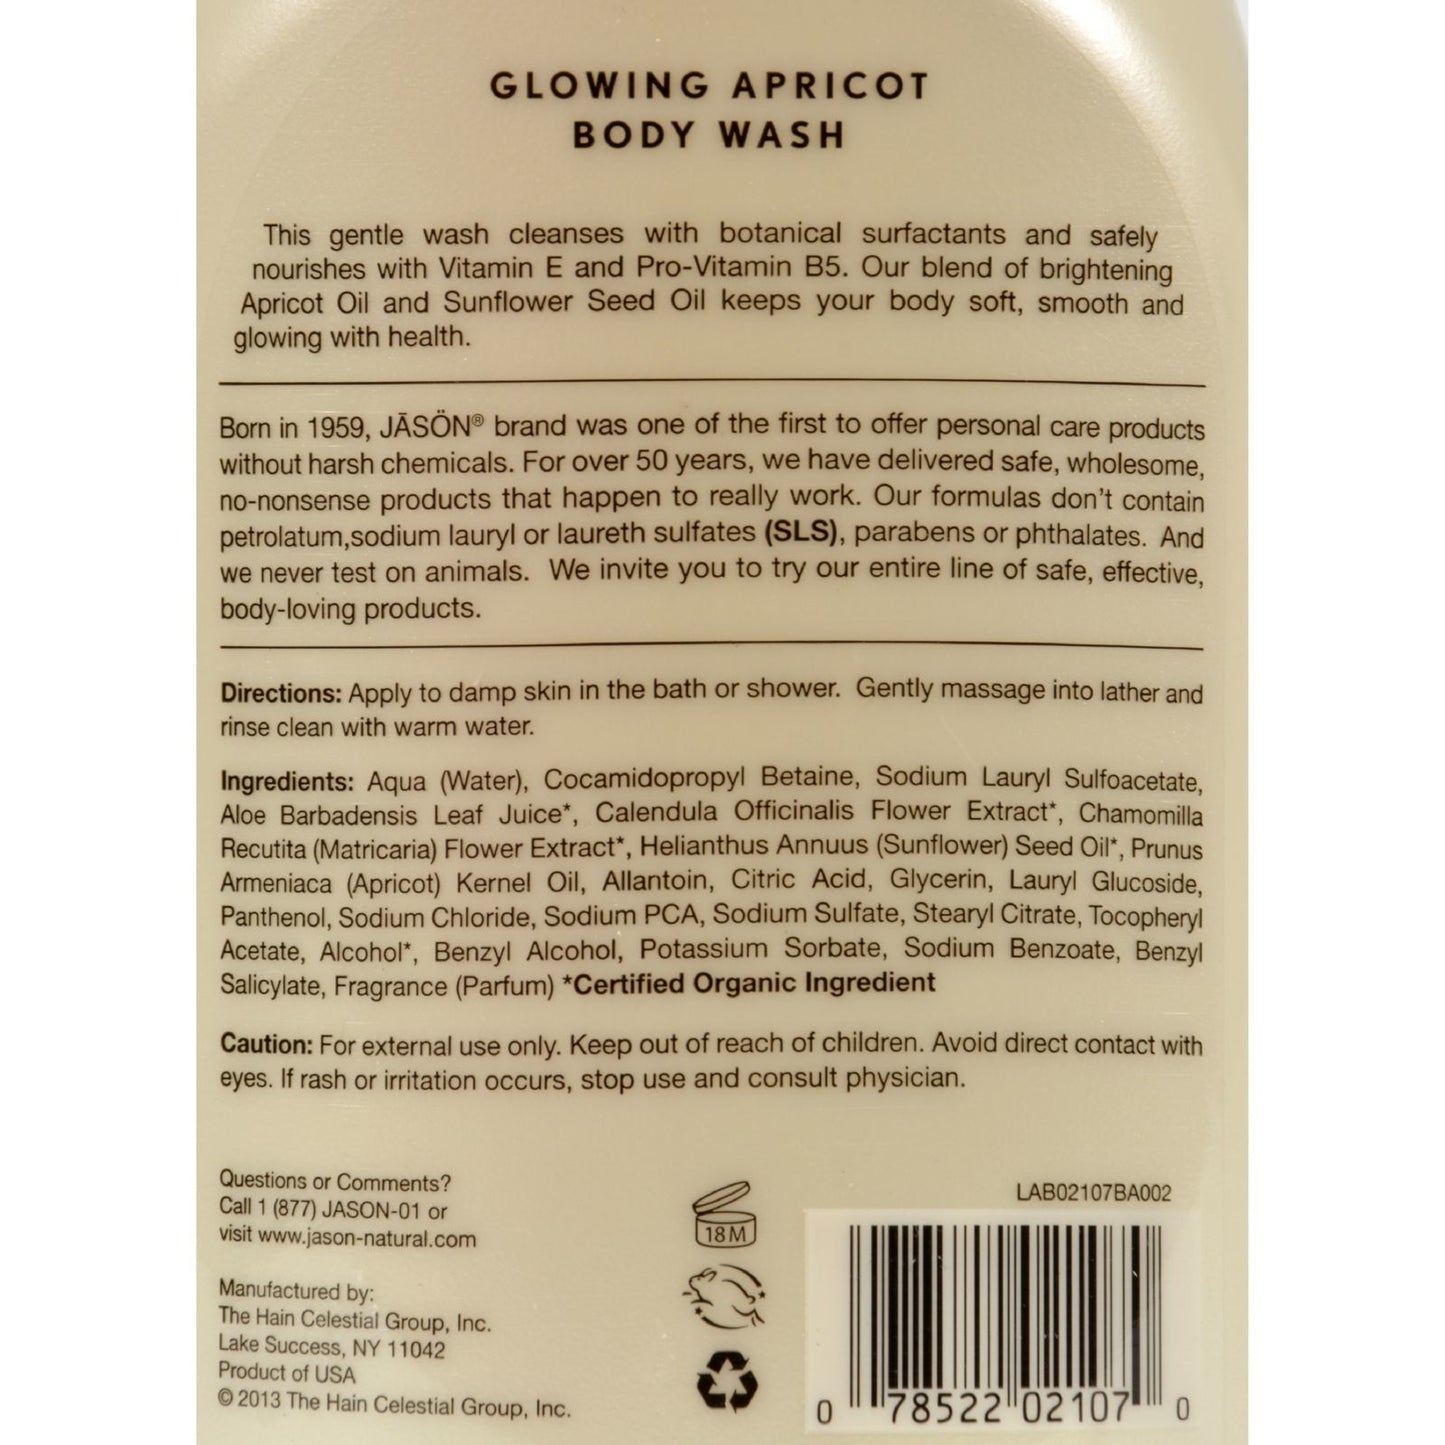 GLOWING APRICOT
BODY WASH
This gentle wash cleanses with botanical surfactants and safely
nourishes with Vitamin E and Pro-Vitamin B5. Our blend of brightening
Apricot Oil and Sunflower Seed Oil keeps your body soft, smooth and
glowing with health.
Born in 1959, JĀSÖN® brand was one of the first to offer personal care products
without harsh chemicals. For over 50 years, we have delivered safe, wholesome,
no-nonsense products that happen to really work. Our formulas don't contain
petrolatum,sodium lauryl or laureth sulfates (SLS), parabens or phthalates. And
we never test on animals. We invite you to try our entire line of safe, effective,
body-loving products.
Directions: Apply to damp skin in the bath or shower. Gently massage into lather and
rinse clean with warm water.
Ingredients: Aqua (Water), Cocamidopropyl Betaine, Sodium Lauryl Sulfoacetate,
Aloe Barbadensis Leaf Juice*, Calendula Officinalis Flower Extract*, Chamomilla
Recutita (Matricaria) Flower Extract*, Helianthus Annuus (Sunflower) Seed Oil*, Prunus
Armeniaca (Apricot) Kernel Oil, Allantoin, Citric Acid, Glycerin, Lauryl Glucoside,
Panthenol, Sodium Chloride, Sodium PCA, Sodium Sulfate, Stearyl Citrate, Tocopheryl
Acetate, Alcohol*, Benzyl Alcohol, Potassium Sorbate, Sodium Benzoate, Benzyl
Salicylate, Fragrance (Parfum) *Certified Organic Ingredient
Caution: For external use only. Keep out of reach of children. Avoid direct contact with
eyes. If rash or irritation occurs, stop use and consult physician.
Questions or Comments?
Call 1 (877) JASON-01 or
visit www.jason-natural.com
Manufactured by:
The Hain Celestial Group, Inc.
Lake Success, NY 11042
Product of USA
© 2013 The Hain Celestial Group, Inc.
18M
LAB02107BA002
0 78522 02107 0